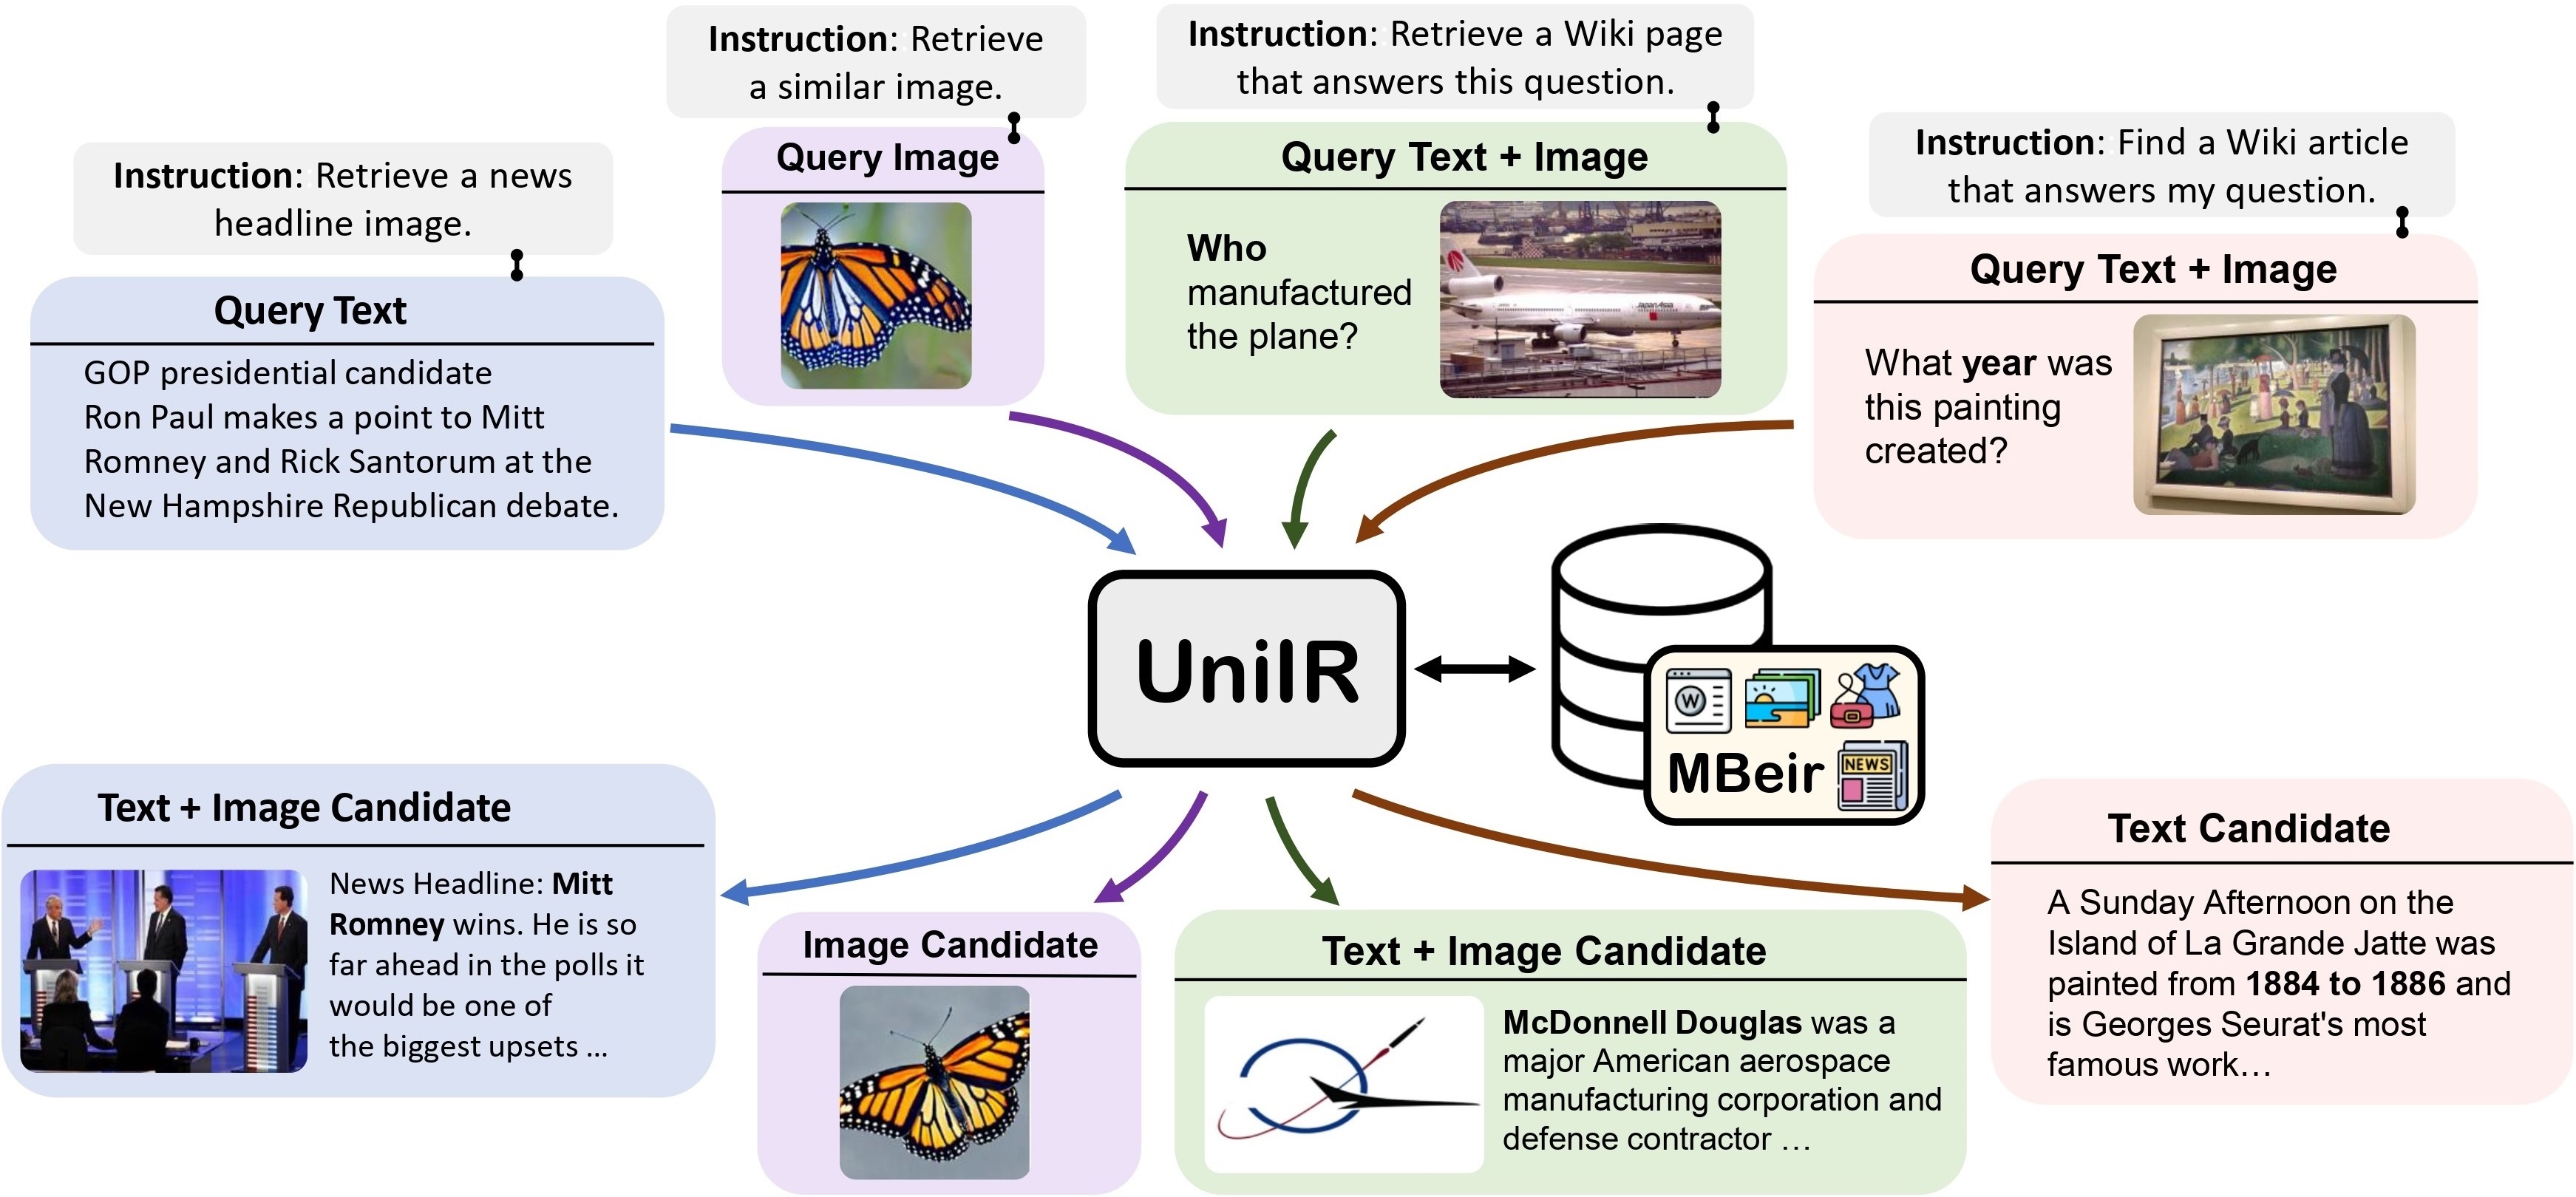 Instruction: Retrieve a news
headline image.
Query Text
GOP presidential candidate
Ron Paul makes a point to Mitt
Romney and Rick Santorum at the
New Hampshire Republican debate.
Instruction: Retrieve
a similar image.
Query Image
Instruction: Retrieve a Wiki page
that answers this question.
Query Text + Image
Who
manufactured
the plane?
JapanAsia
Instruction: Find a Wiki article
that answers my question.
Query Text + Image
What year was
this painting
created?
UniIR
W
NEWS
MBeir
Text + Image Candidate
News Headline: Mitt
Romney wins. He is so
far ahead in the polls it
would be one of
the biggest upsets ...
Image Candidate
Text + Image Candidate
McDonnell Douglas was a
major American aerospace
manufacturing corporation and
defense contractor …
Text Candidate
A Sunday Afternoon on the
Island of La Grande Jatte was
painted from 1884 to 1886 and
is Georges Seurat's most
famous work…